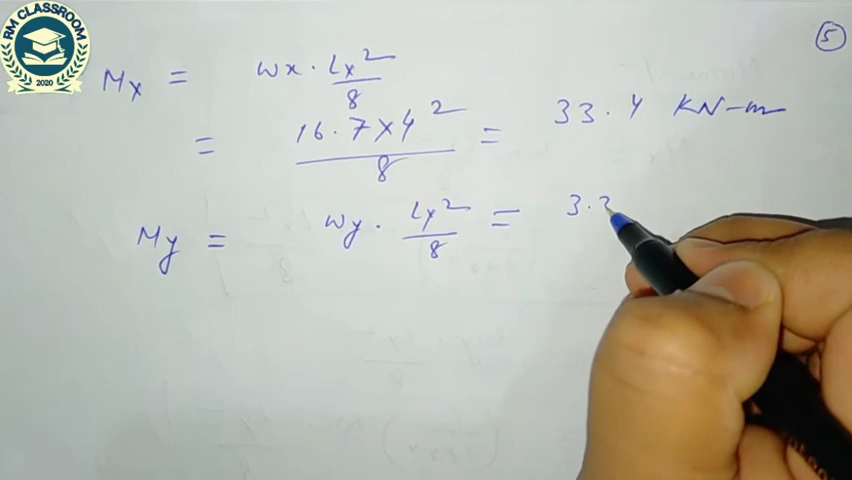 RM CLASSROOM
2020
5
Mx = wx · Lx²/8
= 16.7 × 4²/8 = 33.4 KN-m
My = wy · Ly²/8 = 3.3